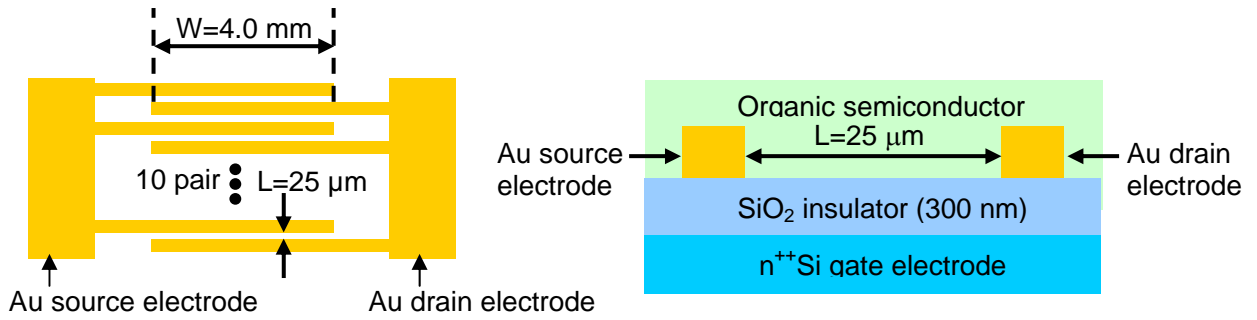 W=4.0 mm
10 pair
L=25 µm
Au source electrode
Au drain electrode
Organic semiconductor
L=25 µm
Au source
electrode
Au drain
electrode
SiO₂ insulator (300 nm)
n⁺⁺Si gate electrode